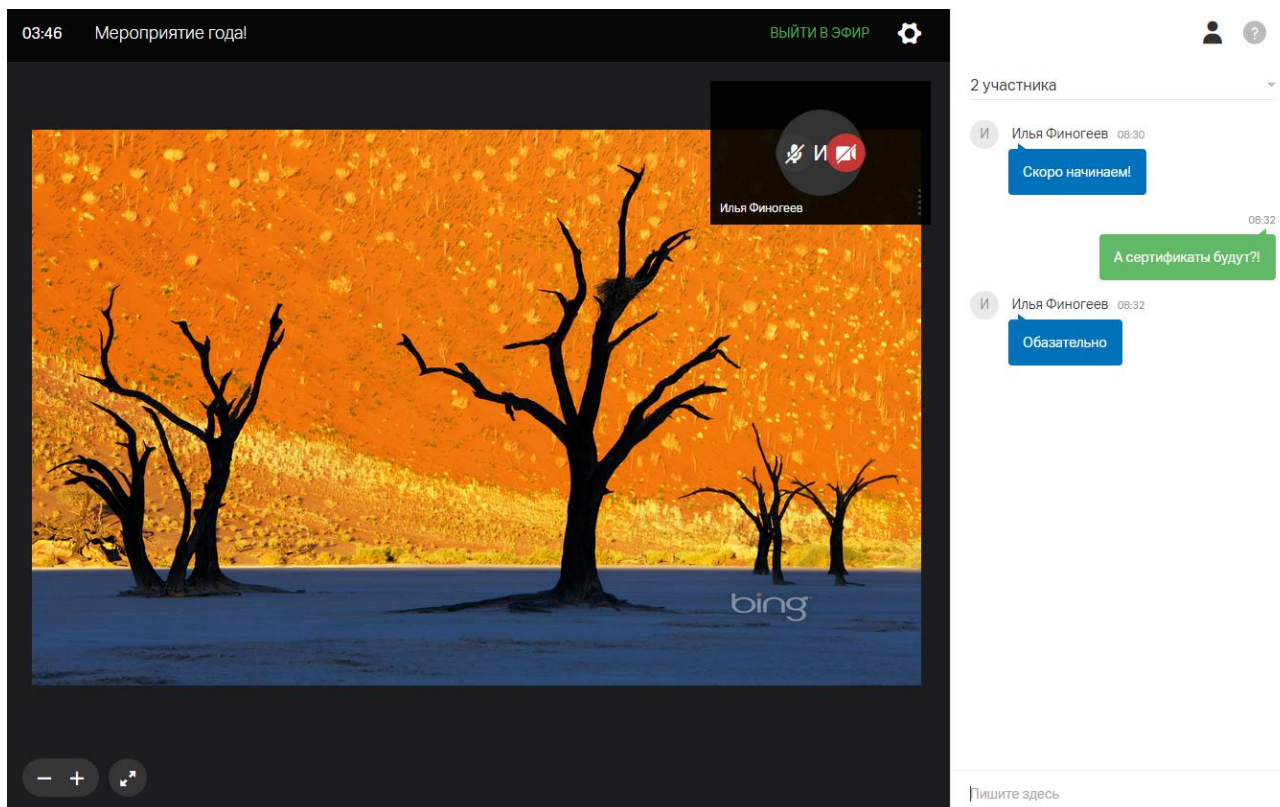 03:46 Мероприятие года! ВЫЙТИ В ЭФИР
?
И
Илья Финогеев
bing
2 участника
И Илья Финогеев 08:30
Скоро начинаем!
08:32
А сертификаты будут?!
И Илья Финогеев 08:32
Обазательно
Пишите здесь